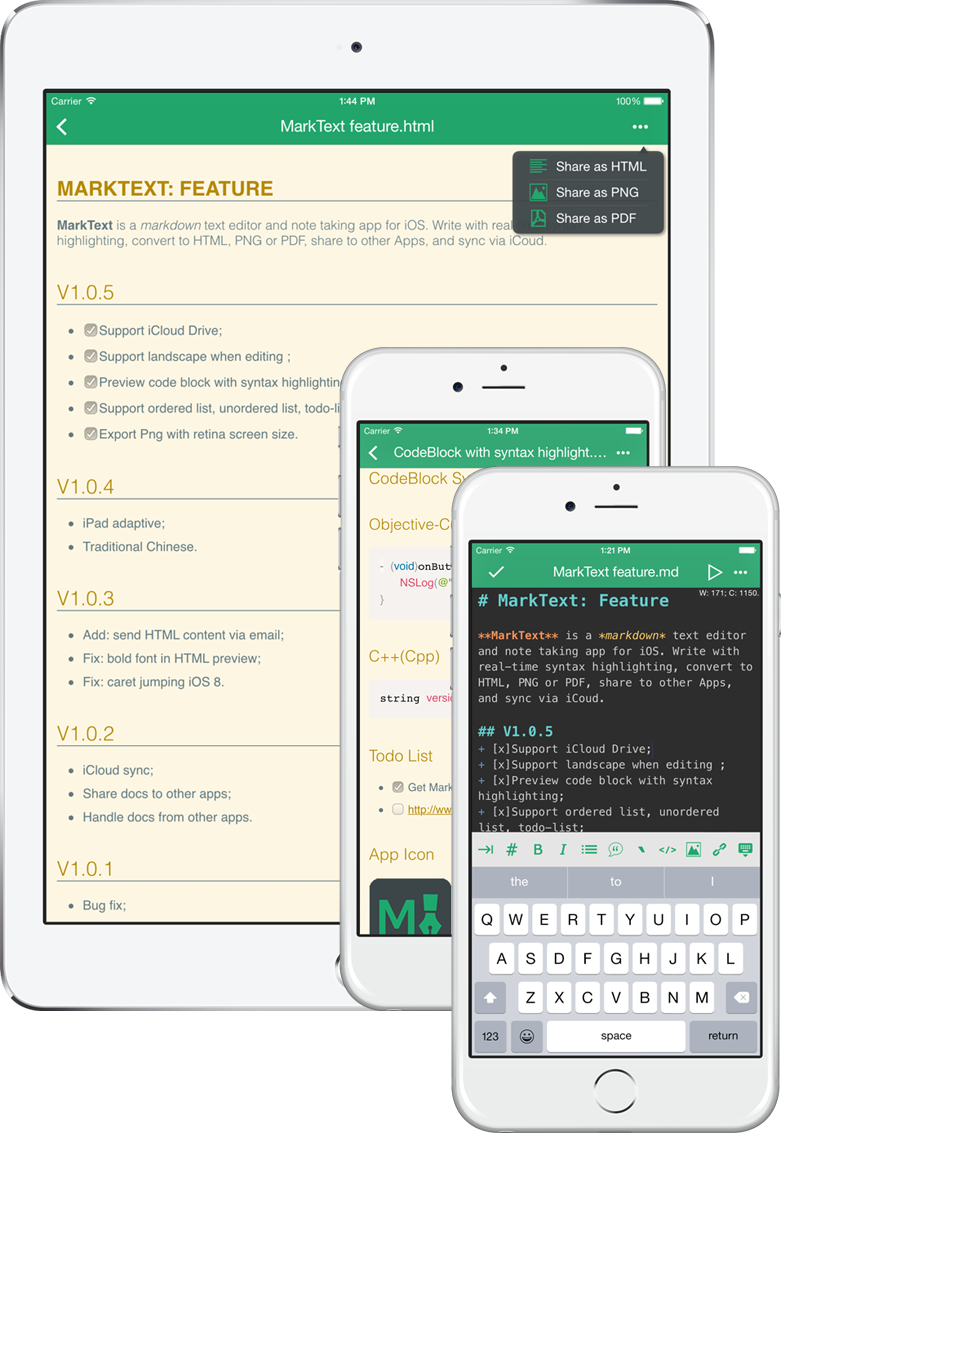 Carrier
1:44 PM
100%
MarkText feature.html
Share as HTML
Share as PNG
Share as PDF
MARKTEXT: FEATURE
MarkText is a markdown text editor and note taking app for iOS. Write with real
highlighting, convert to HTML, PNG or PDF, share to other Apps, and sync via iCoud.
V1.0.5
Support iCloud Drive;
Support landscape when editing ;
Preview code block with syntax highlightin
Support ordered list, unordered list, todo-li
Export Png with retina screen size.
V1.0.4
iPad adaptive;
Traditional Chinese.
V1.0.3
Add: send HTML content via email;
Fix: bold font in HTML preview;
Fix: caret jumping iOS 8.
V1.0.2
iCloud sync;
Share docs to other apps;
Handle docs from other apps.
V1.0.1
Bug fix;
Carrier
1:34 PM
CodeBlock with syntax highlight....
CodeBlock Sy
Objective-C
- (void)onBut
NSLog(@"
}
C++(Cpp)
string versi
Todo List
Get Mark
http://ww
App Icon
M
Carrier
1:21 PM
MarkText feature.md
W: 171; C: 1150.
# MarkText: Feature
**MarkText** is a *markdown* text editor
and note taking app for iOS. Write with
real-time syntax highlighting, convert to
HTML, PNG or PDF, share to other Apps,
and sync via iCoud.
## V1.0.5
+ [x]Support iCloud Drive;
+ [x]Support landscape when editing ;
+ [x]Preview code block with syntax
highlighting;
+ [x]Support ordered list, unordered
list, todo-list;
# B I </>
the to I
Q W E R T Y U I O P
A S D F G H J K L
Z X C V B N M
123 space return